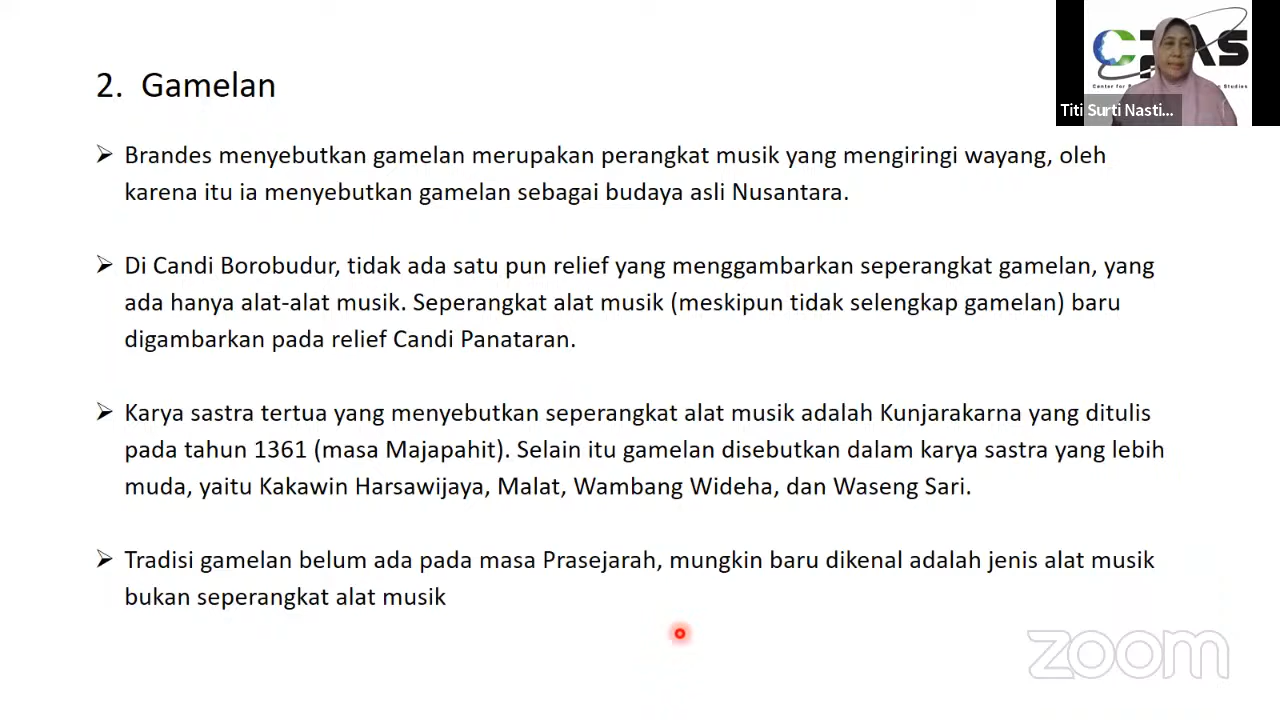 2. Gamelan
Titi Surti Nasti...
➢ Brandes menyebutkan gamelan merupakan perangkat musik yang mengiringi wayang, oleh
karena itu ia menyebutkan gamelan sebagai budaya asli Nusantara.
➢ Di Candi Borobudur, tidak ada satu pun relief yang menggambarkan seperangkat gamelan, yang
ada hanya alat-alat musik. Seperangkat alat musik (meskipun tidak selengkap gamelan) baru
digambarkan pada relief Candi Panataran.
➢ Karya sastra tertua yang menyebutkan seperangkat alat musik adalah Kunjarakarna yang ditulis
pada tahun 1361 (masa Majapahit). Selain itu gamelan disebutkan dalam karya sastra yang lebih
muda, yaitu Kakawin Harsawijaya, Malat, Wambang Wideha, dan Waseng Sari.
➢ Tradisi gamelan belum ada pada masa Prasejarah, mungkin baru dikenal adalah jenis alat musik
bukan seperangkat alat musik
zoom